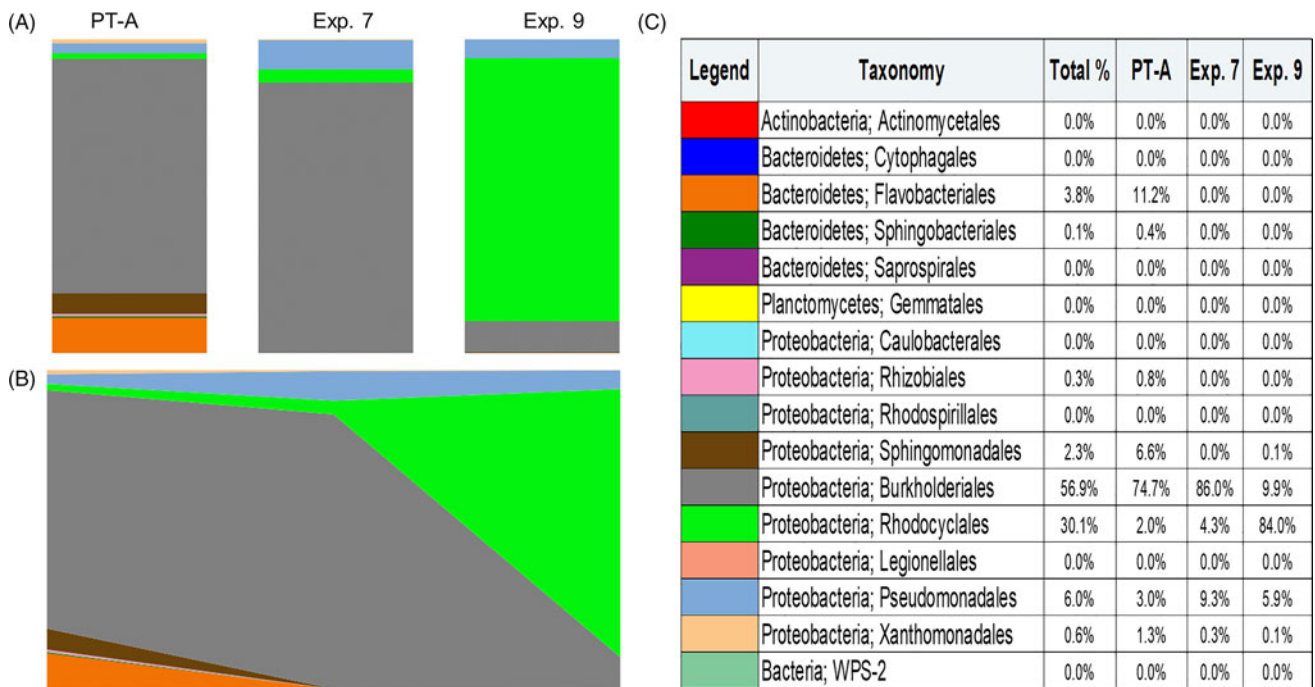 (A)
PT-A Exp. 7 Exp. 9
(B)
(C)
Legend Taxonomy Total % PT-A Exp. 7 Exp. 9
Actinobacteria; Actinomycetales 0.0% 0.0% 0.0% 0.0%
Bacteroidetes; Cytophagales 0.0% 0.0% 0.0% 0.0%
Bacteroidetes; Flavobacteriales 3.8% 11.2% 0.0% 0.0%
Bacteroidetes; Sphingobacteriales 0.1% 0.4% 0.0% 0.0%
Bacteroidetes; Saprospirales 0.0% 0.0% 0.0% 0.0%
Planctomycetes; Gemmatales 0.0% 0.0% 0.0% 0.0%
Proteobacteria; Caulobacterales 0.0% 0.0% 0.0% 0.0%
Proteobacteria; Rhizobiales 0.3% 0.8% 0.0% 0.0%
Proteobacteria; Rhodospirillales 0.0% 0.0% 0.0% 0.0%
Proteobacteria; Sphingomonadales 2.3% 6.6% 0.0% 0.1%
Proteobacteria; Burkholderiales 56.9% 74.7% 86.0% 9.9%
Proteobacteria; Rhodocyclales 30.1% 2.0% 4.3% 84.0%
Proteobacteria; Legionellales 0.0% 0.0% 0.0% 0.0%
Proteobacteria; Pseudomonadales 6.0% 3.0% 9.3% 5.9%
Proteobacteria; Xanthomonadales 0.6% 1.3% 0.3% 0.1%
Bacteria; WPS-2 0.0% 0.0% 0.0% 0.0%